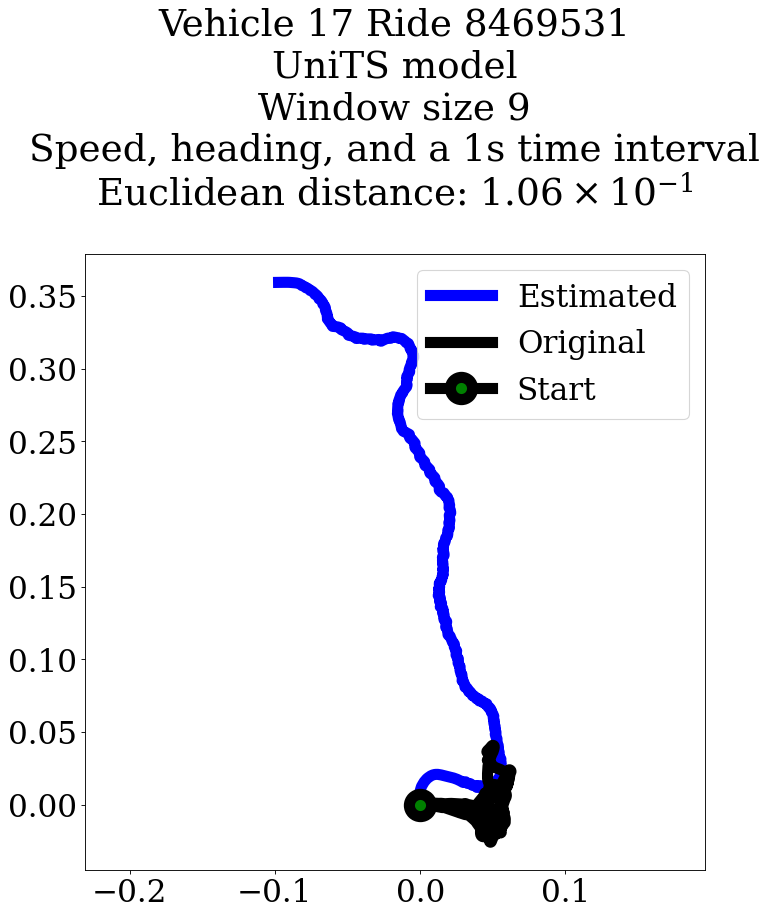 Vehicle 17 Ride 8469531
UniTS model
Window size 9
Speed, heading, and a 1s time interval
Euclidean distance: 1.06 × 10⁻¹
Estimated
Original
Start
0.35
0.30
0.25
0.20
0.15
0.10
0.05
0.00
−0.2 −0.1 0.0 0.1